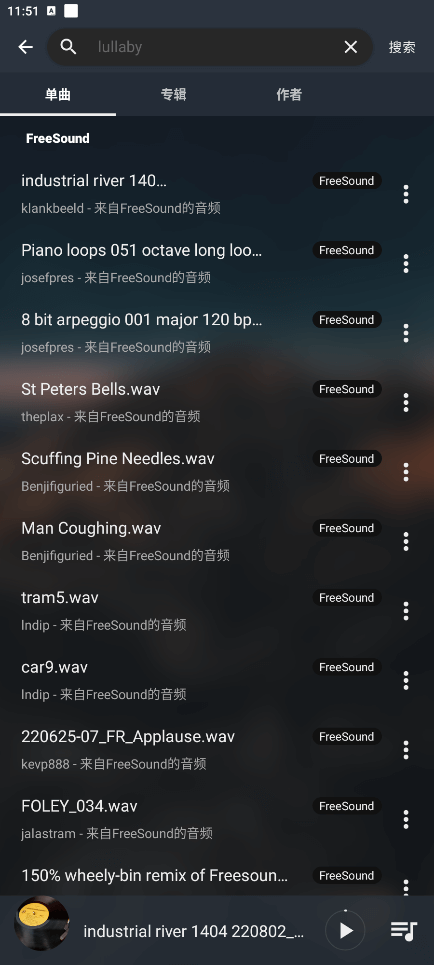 11:51 A
lullaby
搜索
单曲 专辑 作者
FreeSound
industrial river 140... FreeSound
klankbeeld - 来自FreeSound的音频
Piano loops 051 octave long loo... FreeSound
josefpres - 来自FreeSound的音频
8 bit arpeggio 001 major 120 bp... FreeSound
josefpres - 来自FreeSound的音频
St Peters Bells.wav FreeSound
theplax - 来自FreeSound的音频
Scuffing Pine Needles.wav FreeSound
Benjifiguried - 来自FreeSound的音频
Man Coughing.wav FreeSound
Benjifiguried - 来自FreeSound的音频
tram5.wav FreeSound
Indip - 来自FreeSound的音频
car9.wav FreeSound
Indip - 来自FreeSound的音频
220625-07_FR_Applause.wav FreeSound
kevp888 - 来自FreeSound的音频
FOLEY_034.wav FreeSound
jalastram - 来自FreeSound的音频
150% wheely-bin remix of Freesoun... FreeSound
industrial river 1404 220802_...